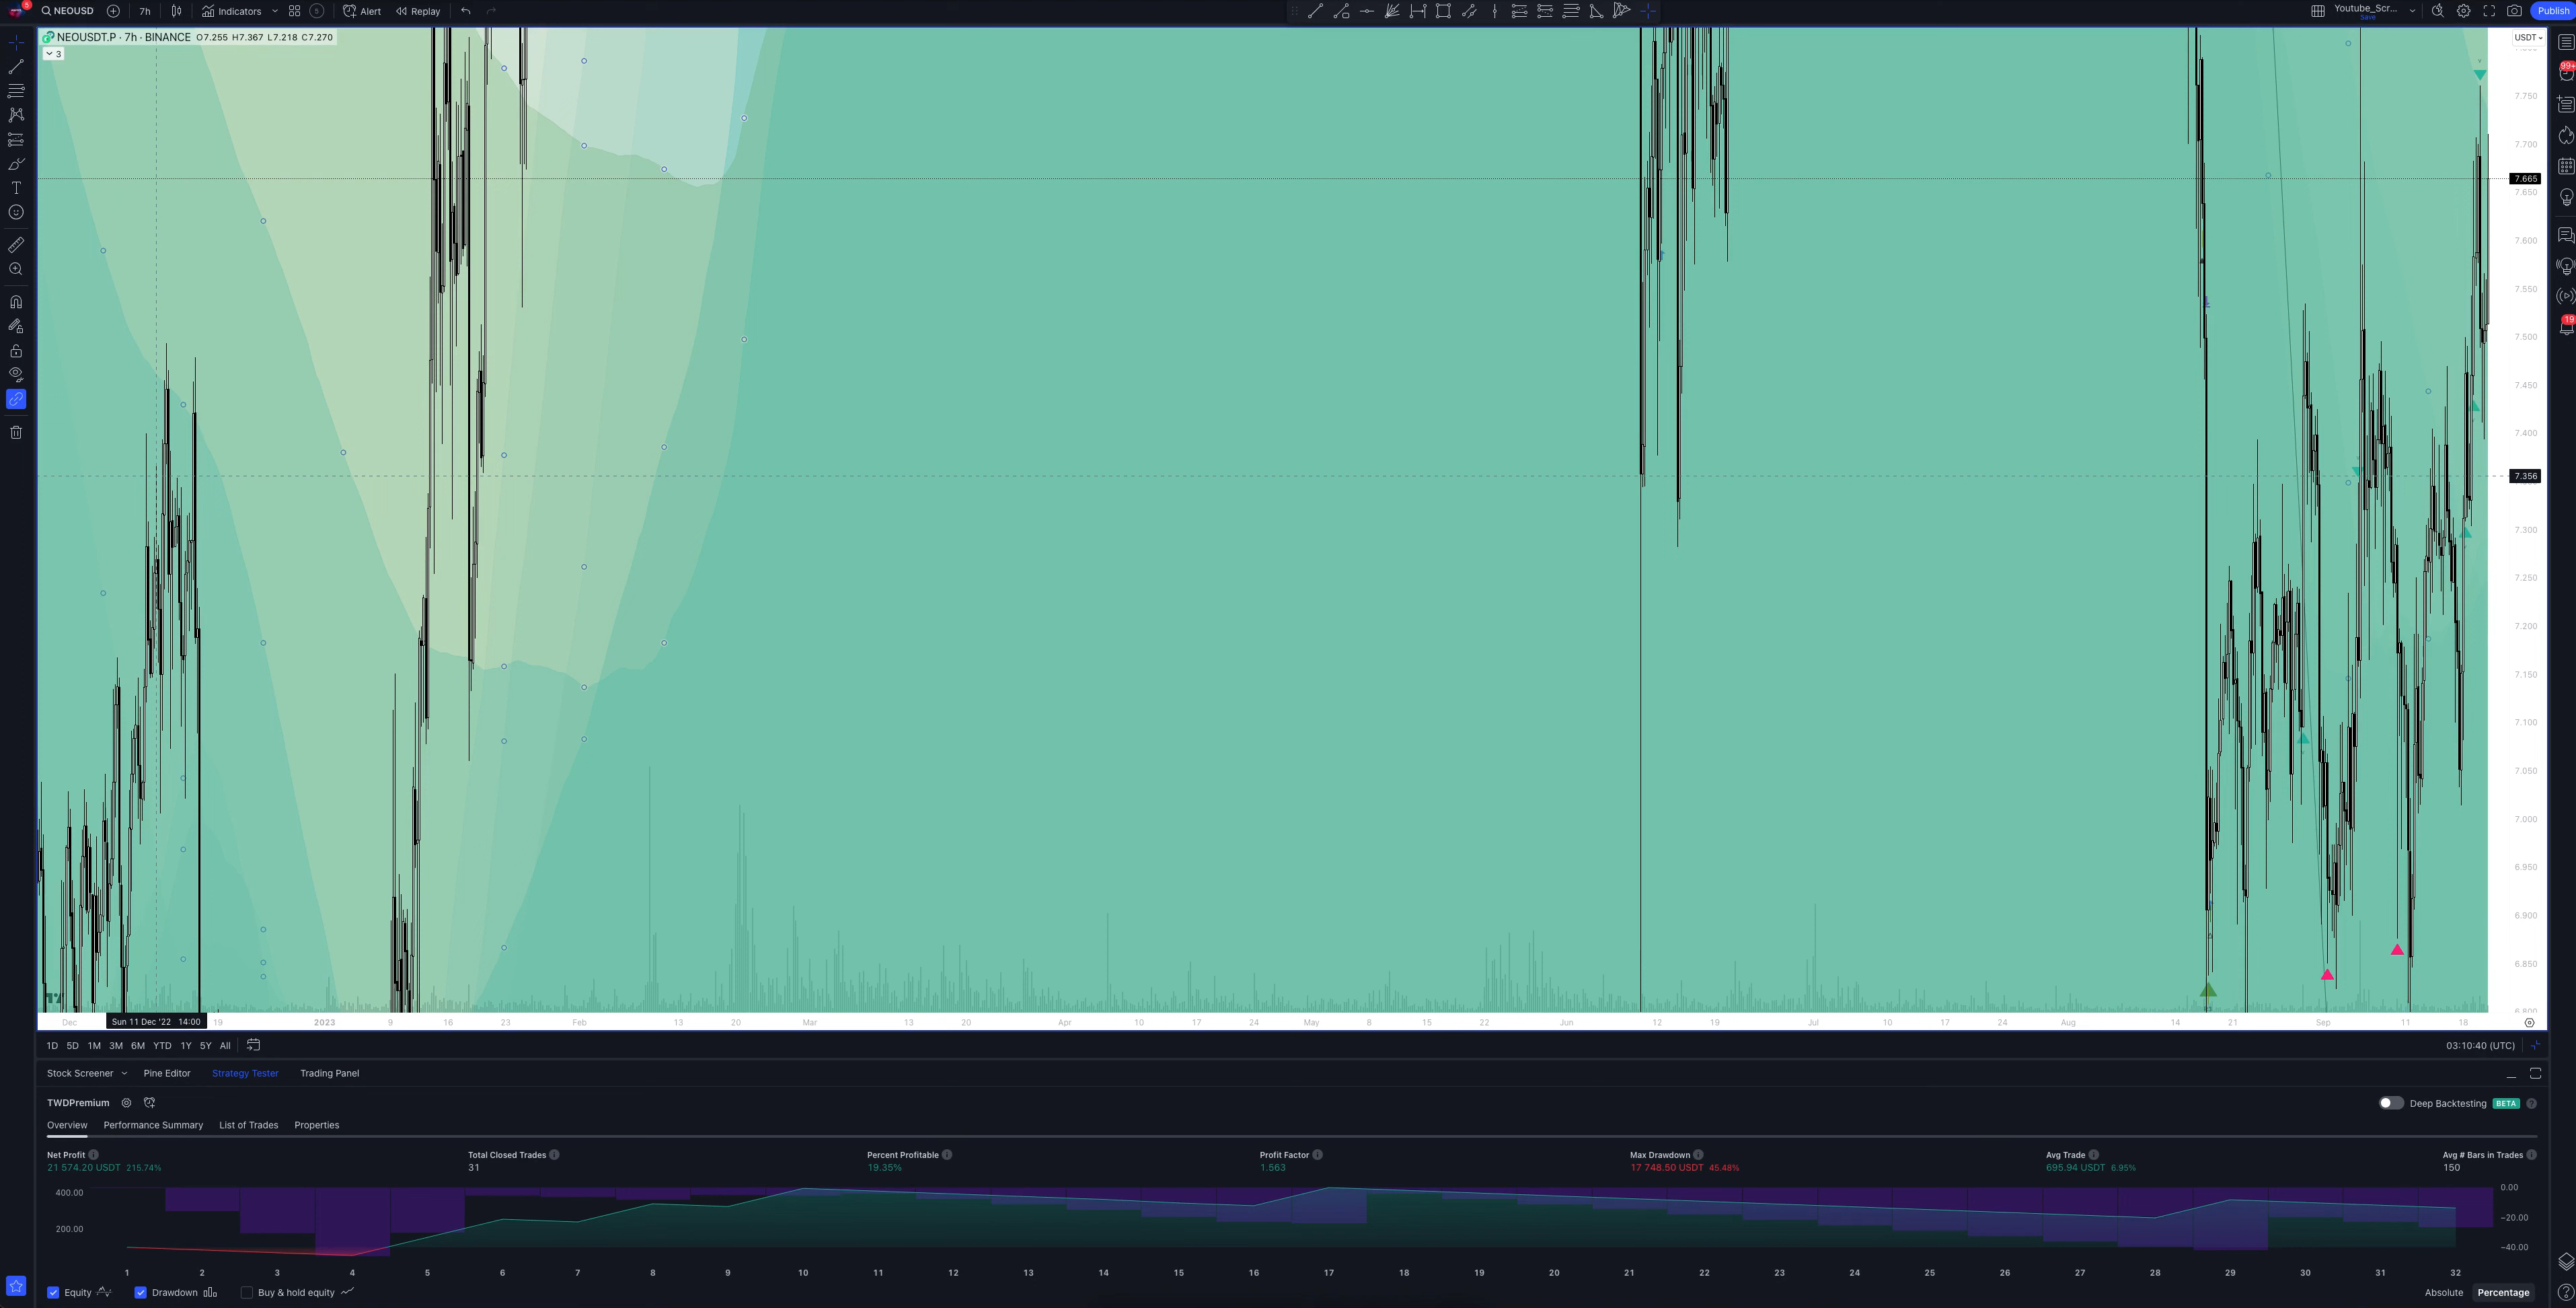 5 NEOUSD 7h Indicators 5 Alert Replay Youtube_Scr... Save Publish
NEOUSDT.P · 7h · BINANCE O7.255 H7.367 L7.218 C7.270
3
USDT
99+
7.750
7.700
7.665
7.650
7.600
7.550
7.500
7.450
7.400
7.356
7.300
7.250
7.200
7.150
7.100
7.050
7.000
6.950
6.900
6.850
6.800
19
Dec Sun 11 Dec '22 14:00 19 2023 9 16 23 Feb 13 20 Mar 13 20 Apr 10 17 24 May 8 15 22 Jun 12 19 Jul 10 17 24 Aug 14 21 Sep 11 18
1D 5D 1M 3M 6M YTD 1Y 5Y All 03:10:40 (UTC)
Stock Screener Pine Editor Strategy Tester Trading Panel
TWDPremium Deep Backtesting BETA ?
Overview Performance Summary List of Trades Properties
Net Profit Total Closed Trades Percent Profitable Profit Factor Max Drawdown Avg Trade Avg # Bars in Trades
21 574.20 USDT 215.74% 31 19.35% 1.563 17 748.50 USDT 45.48% 695.94 USDT 6.95% 150
400.00 0.00
200.00 −20.00
−40.00
1 2 3 4 5 6 7 8 9 10 11 12 13 14 15 16 17 18 19 20 21 22 23 24 25 26 27 28 29 30 31 32
Equity Drawdown Buy & hold equity Absolute Percentage